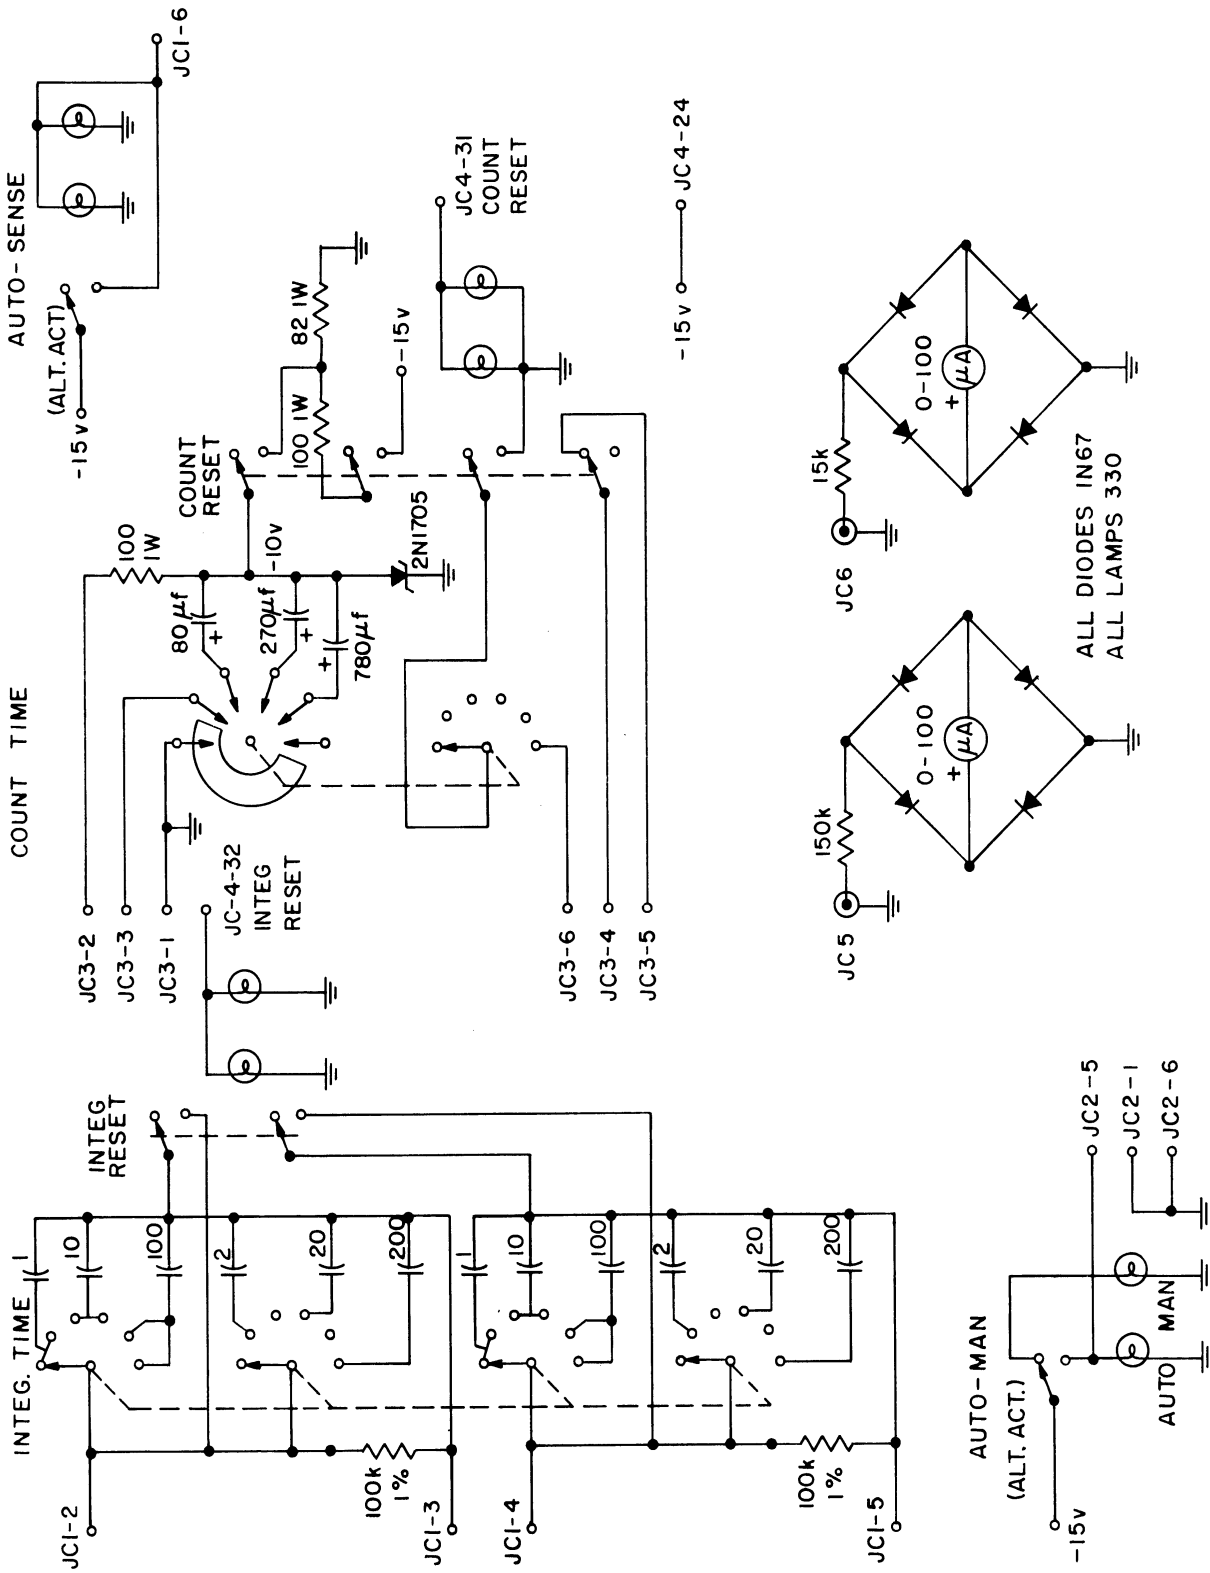 INTEG. TIME
JC1-2
1
10
100
2
20
200
100k
1%
JC1-3
JC1-4
1
10
100
2
20
200
100k
1%
JC1-5
INTEG
RESET
JC-4-32
INTEG
RESET
COUNT TIME
JC3-2
JC3-3
JC3-1
100
1W
80μf
+
270μf
+
780μf
+
-10v
2N1705
COUNT
RESET
100 1W
82 1W
-15v
JC4-31
COUNT
RESET
JC3-6
JC3-4
JC3-5
AUTO-SENSE
(ALT. ACT)
-15v
JC1-6
-15v
JC4-24
AUTO-MAN
(ALT. ACT.)
-15v
AUTO
MAN
JC2-5
JC2-1
JC2-6
JC5
150k
0-100
+
μA
JC6
15k
0-100
+
μA
ALL DIODES IN67
ALL LAMPS 330